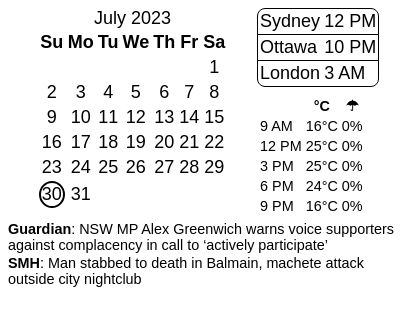 July 2023
Su Mo Tu We Th Fr Sa
1
2 3 4 5 6 7 8
9 10 11 12 13 14 15
16 17 18 19 20 21 22
23 24 25 26 27 28 29
30 31
Sydney 12 PM
Ottawa 10 PM
London 3 AM
°C ☂
9 AM 16°C 0%
12 PM 25°C 0%
3 PM 25°C 0%
6 PM 24°C 0%
9 PM 16°C 0%
Guardian: NSW MP Alex Greenwich warns voice supporters
against complacency in call to ‘actively participate’
SMH: Man stabbed to death in Balmain, machete attack
outside city nightclub